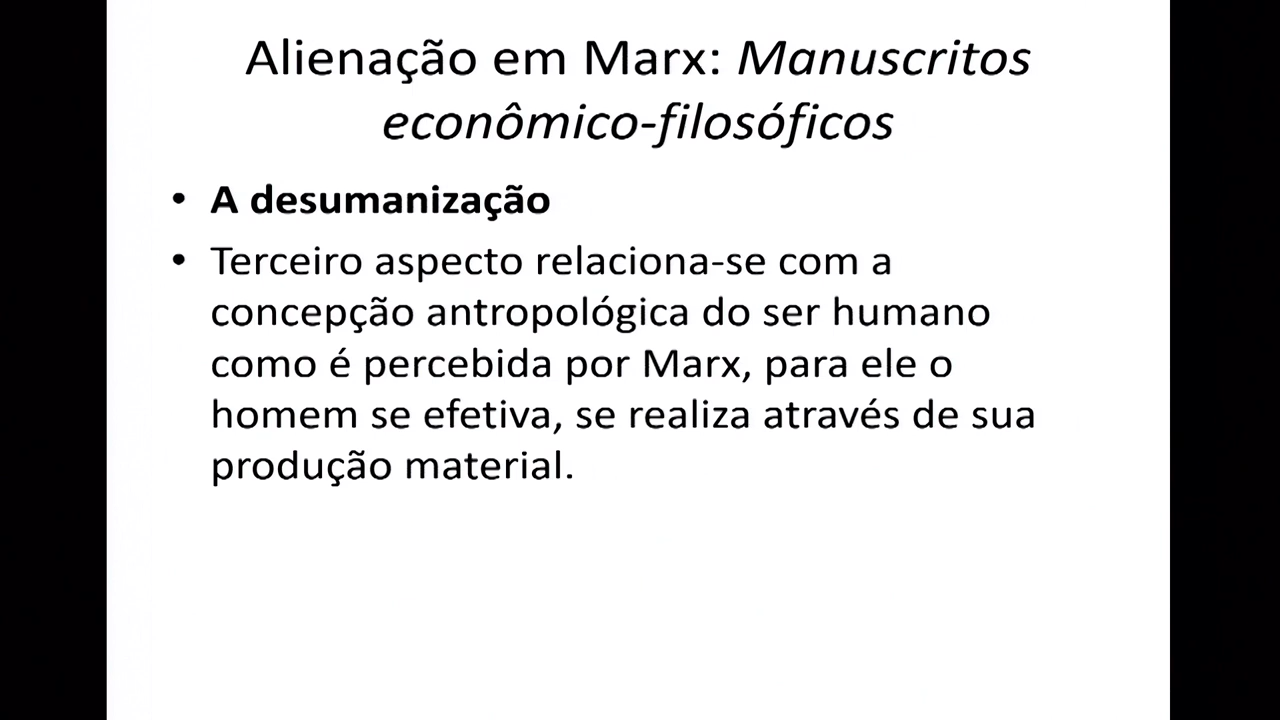 Alienação em Marx: Manuscritos
econômico-filosóficos
• A desumanização
• Terceiro aspecto relaciona-se com a
concepção antropológica do ser humano
como é percebida por Marx, para ele o
homem se efetiva, se realiza através de sua
produção material.